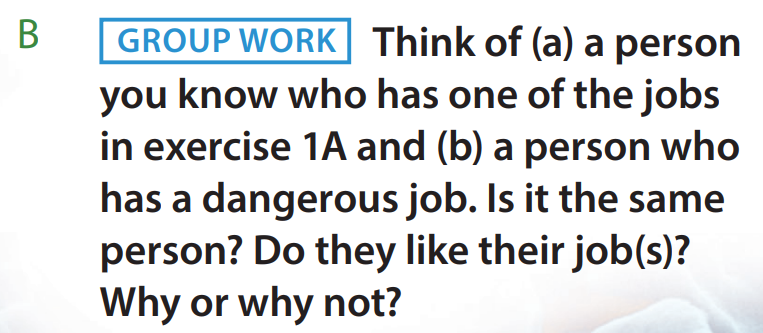 B GROUP WORK Think of (a) a person
you know who has one of the jobs
in exercise 1A and (b) a person who
has a dangerous job. Is it the same
person? Do they like their job(s)?
Why or why not?